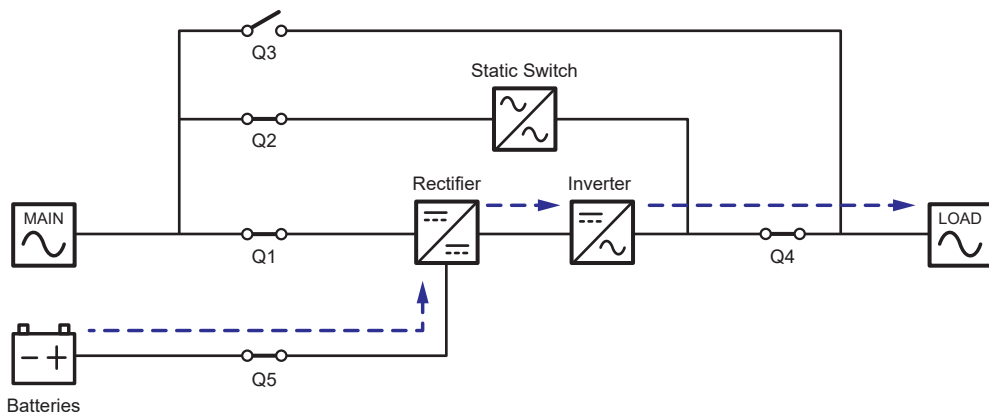 Q3
Static Switch
Q2
Rectifier
Inverter
MAIN
LOAD
Q1
Q4
Q5
Batteries